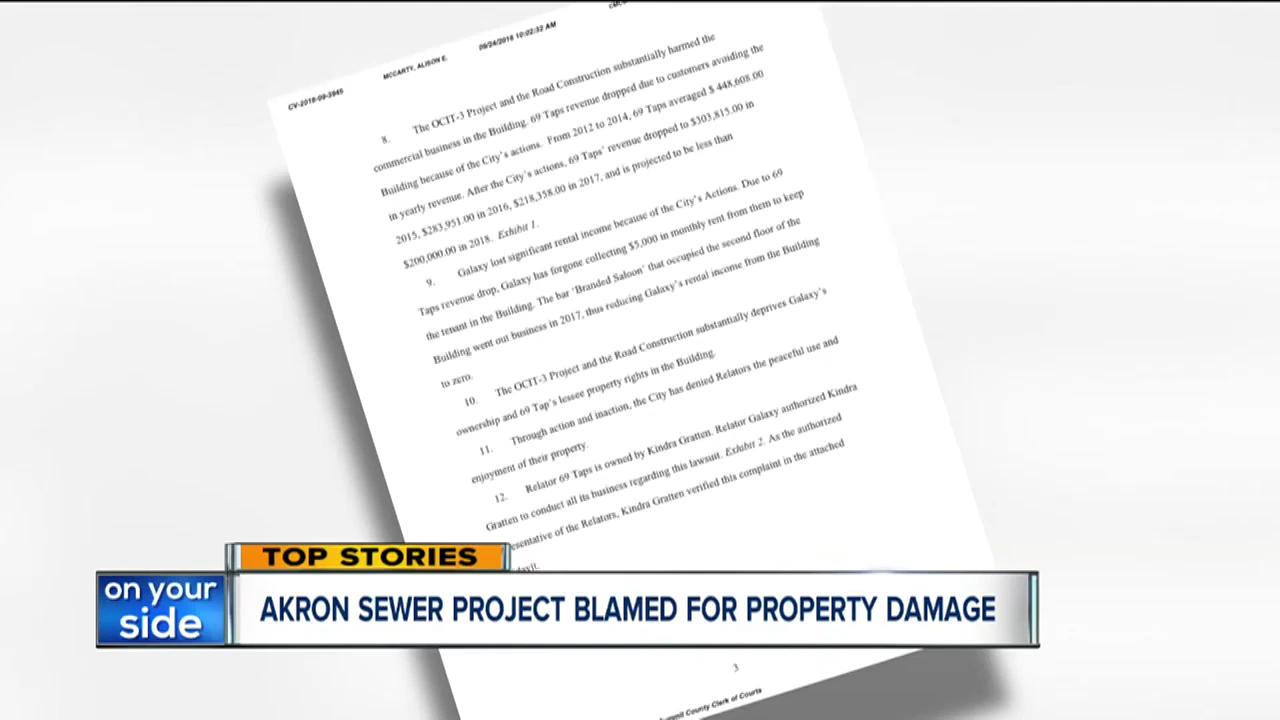 CV-2018-09-3945
MCCARTY, ALISON E.
09/24/2018 10:02:32 AM
8. The OCIT-3 Project and the Road Construction substantially harmed the
commercial business in the Building. 69 Taps revenue dropped due to customers avoiding the
Building because of the City's actions. From 2012 to 2014, 69 Taps averaged $ 448,608.00
in yearly revenue. After the City's actions, 69 Taps' revenue dropped to $303,815.00 in
2015, $283,951.00 in 2016, $218,358.00 in 2017, and is projected to be less than
$200,000.00 in 2018. Exhibit 1.
9. Galaxy lost significant rental income because of the City's Actions. Due to 69
Taps revenue drop, Galaxy has forgone collecting $5,000 in monthly rent from them to keep
the tenant in the Building. The bar 'Branded Saloon' that occupied the second floor of the
Building went out business in 2017, thus reducing Galaxy's rental income from the Building
to zero.
10. The OCIT-3 Project and the Road Construction substantially deprives Galaxy's
ownership and 69 Tap's lessee property rights in the Building.
11. Through action and inaction, the City has denied Relators the peaceful use and
enjoyment of their property.
12. Relator 69 Taps is owned by Kindra Gratten. Relator Galaxy authorized Kindra
Gratten to conduct all its business regarding this lawsuit. Exhibit 2. As the authorized
esentative of the Relators, Kindra Gratten verified this complaint in the attached
davit.
TOP STORIES
on your
side
AKRON SEWER PROJECT BLAMED FOR PROPERTY DAMAGE
3
ummit County Clerk of Courts